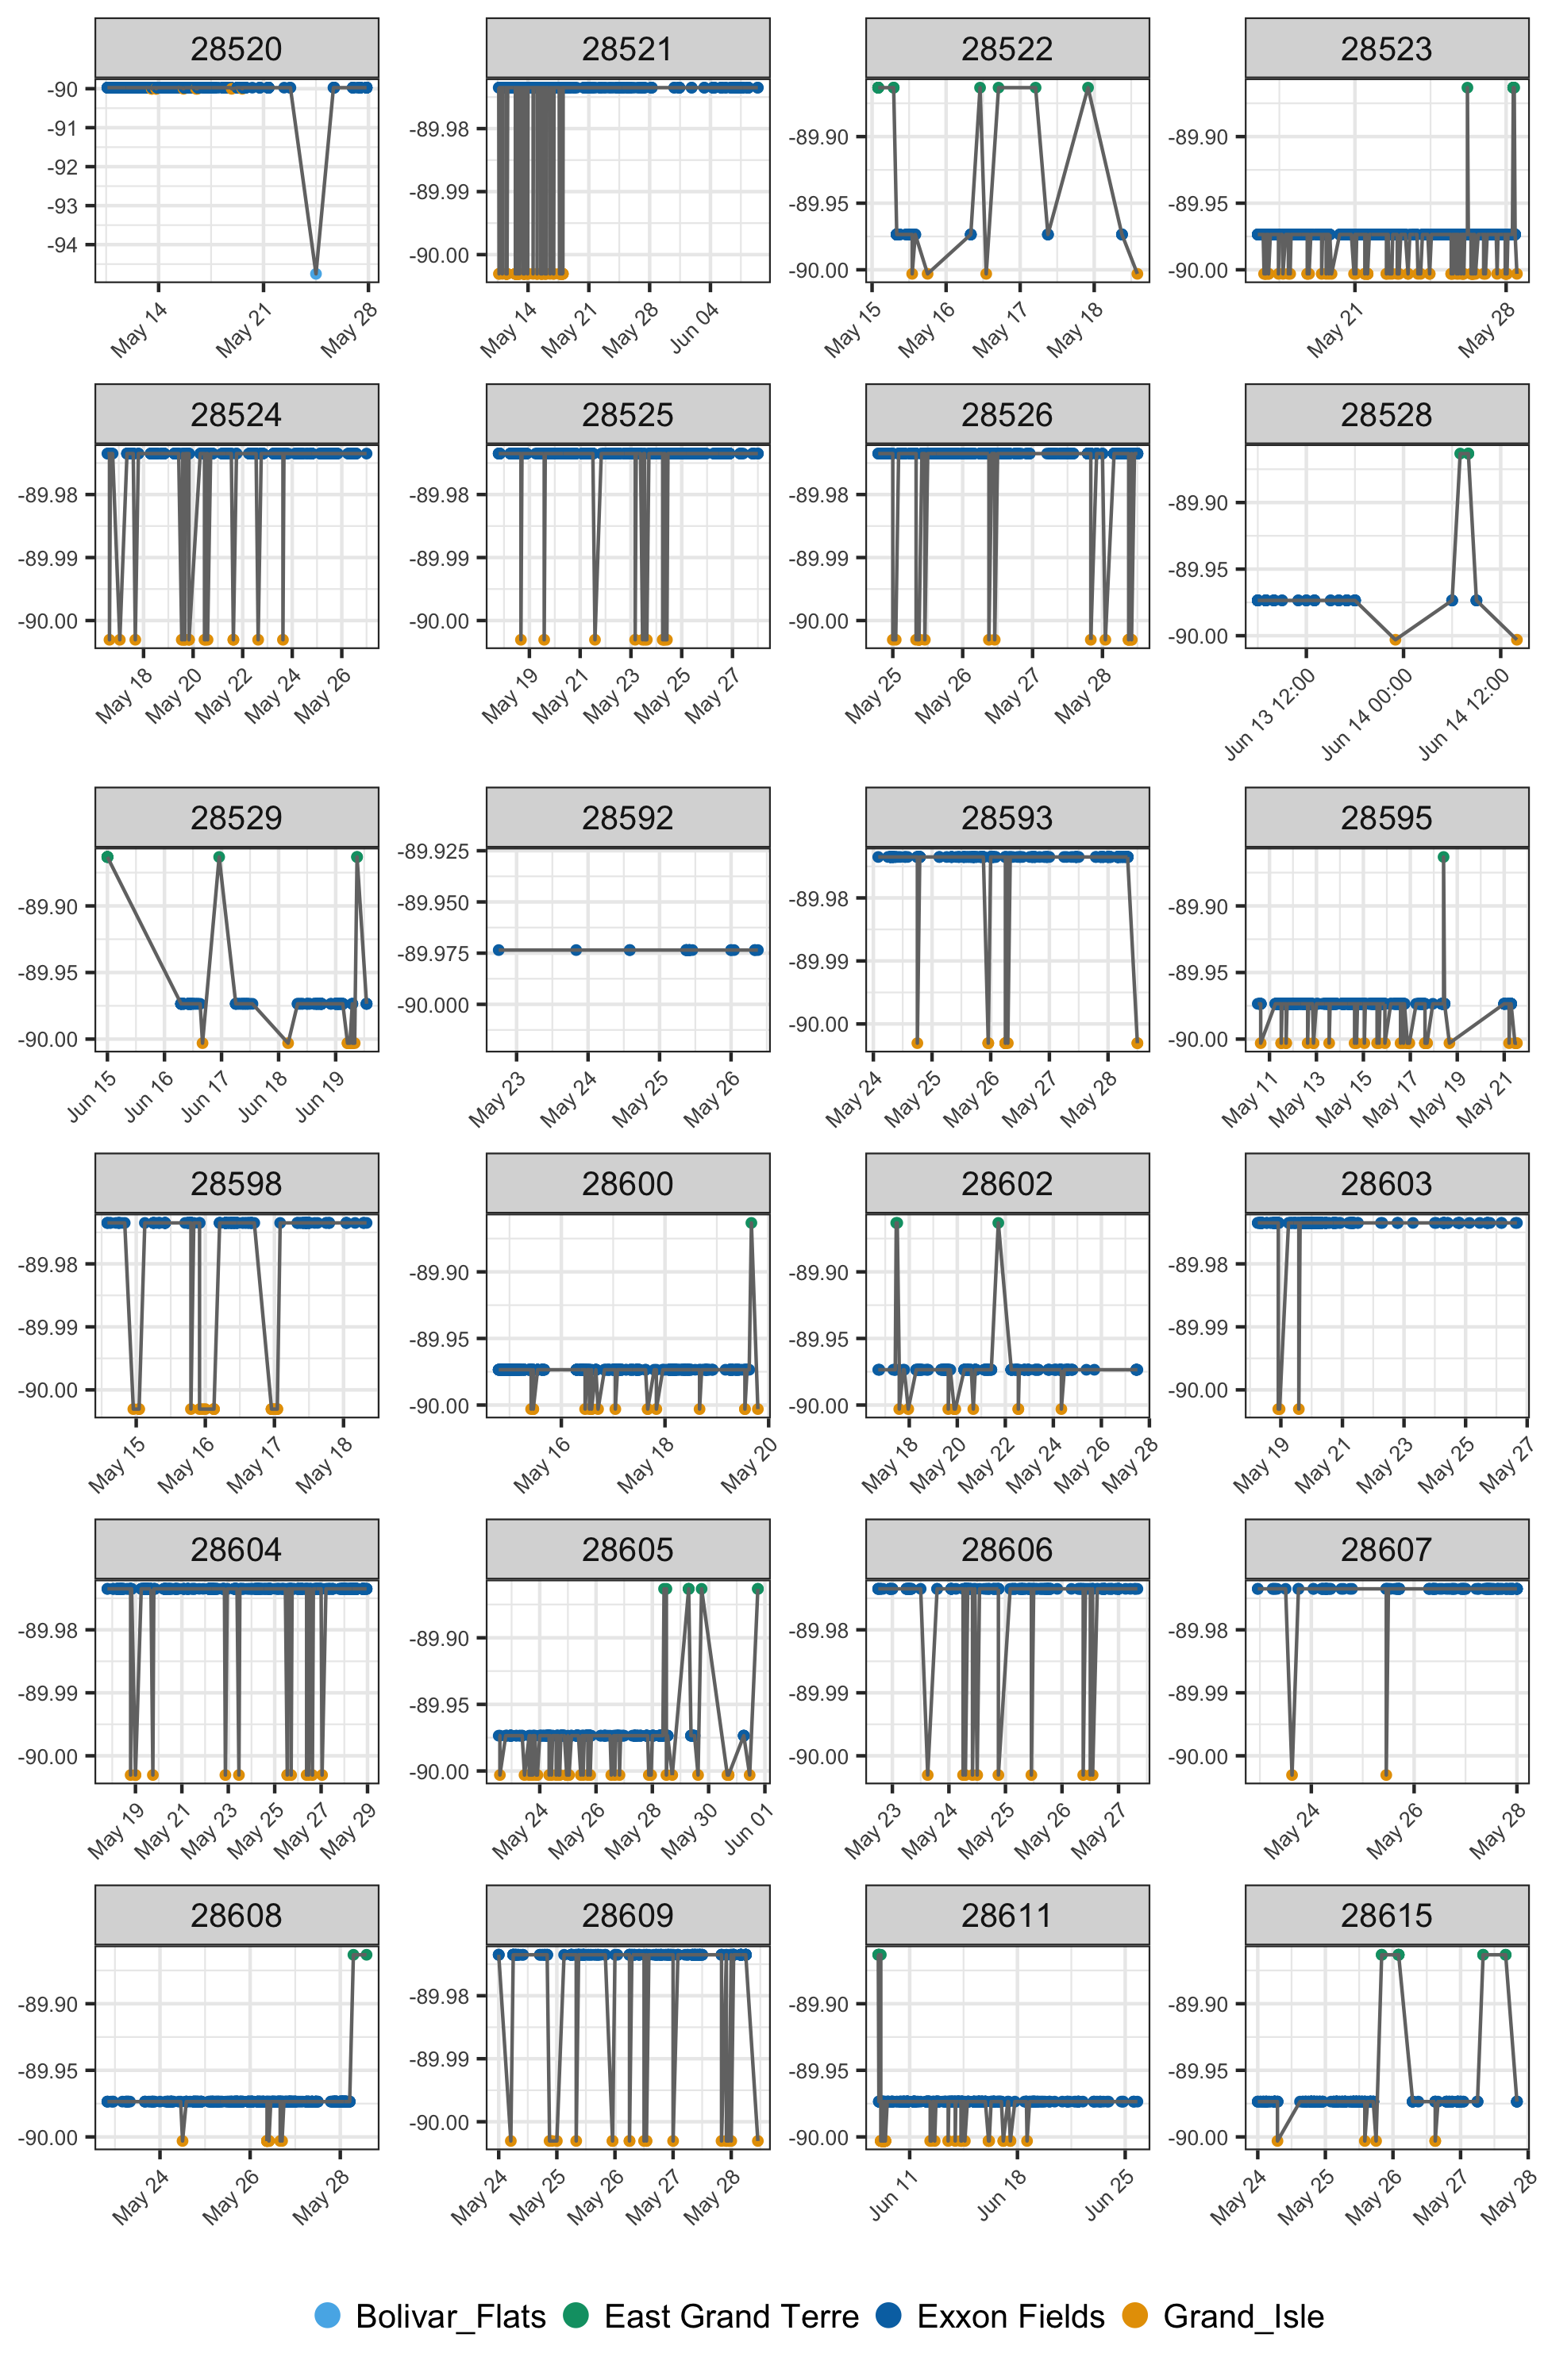 28520 28521 28522 28523
-90
-91
-92
-93
-94
-89.98
-89.99
-90.00
-89.90
-89.95
-90.00
-89.90
-89.95
-90.00
May 14 May 21 May 28
May 14 May 21 May 28 Jun 04
May 15 May 16 May 17 May 18
May 21 May 28
28524 28525 28526 28528
-89.98
-89.99
-90.00
-89.98
-89.99
-90.00
-89.98
-89.99
-90.00
-89.90
-89.95
-90.00
May 18 May 20 May 22 May 24 May 26
May 19 May 21 May 23 May 25 May 27
May 25 May 26 May 27 May 28
Jun 13 12:00 Jun 14 00:00 Jun 14 12:00
28529 28592 28593 28595
-89.90
-89.95
-90.00
-89.925
-89.950
-89.975
-90.000
-89.98
-89.99
-90.00
-89.90
-89.95
-90.00
Jun 15 Jun 16 Jun 17 Jun 18 Jun 19
May 23 May 24 May 25 May 26
May 24 May 25 May 26 May 27 May 28
May 11 May 13 May 15 May 17 May 19 May 21
28598 28600 28602 28603
-89.98
-89.99
-90.00
-89.90
-89.95
-90.00
-89.90
-89.95
-90.00
-89.98
-89.99
-90.00
May 15 May 16 May 17 May 18
May 16 May 18 May 20
May 18 May 20 May 22 May 24 May 26 May 28
May 19 May 21 May 23 May 25 May 27
28604 28605 28606 28607
-89.98
-89.99
-90.00
-89.90
-89.95
-90.00
-89.98
-89.99
-90.00
-89.98
-89.99
-90.00
May 19 May 21 May 23 May 25 May 27 May 29
May 24 May 26 May 28 May 30 Jun 01
May 23 May 24 May 25 May 26 May 27
May 24 May 26 May 28
28608 28609 28611 28615
-89.90
-89.95
-90.00
-89.98
-89.99
-90.00
-89.90
-89.95
-90.00
-89.90
-89.95
-90.00
May 24 May 26 May 28
May 24 May 25 May 26 May 27 May 28
Jun 11 Jun 18 Jun 25
May 24 May 25 May 26 May 27 May 28
Bolivar_Flats East Grand Terre Exxon Fields Grand_Isle